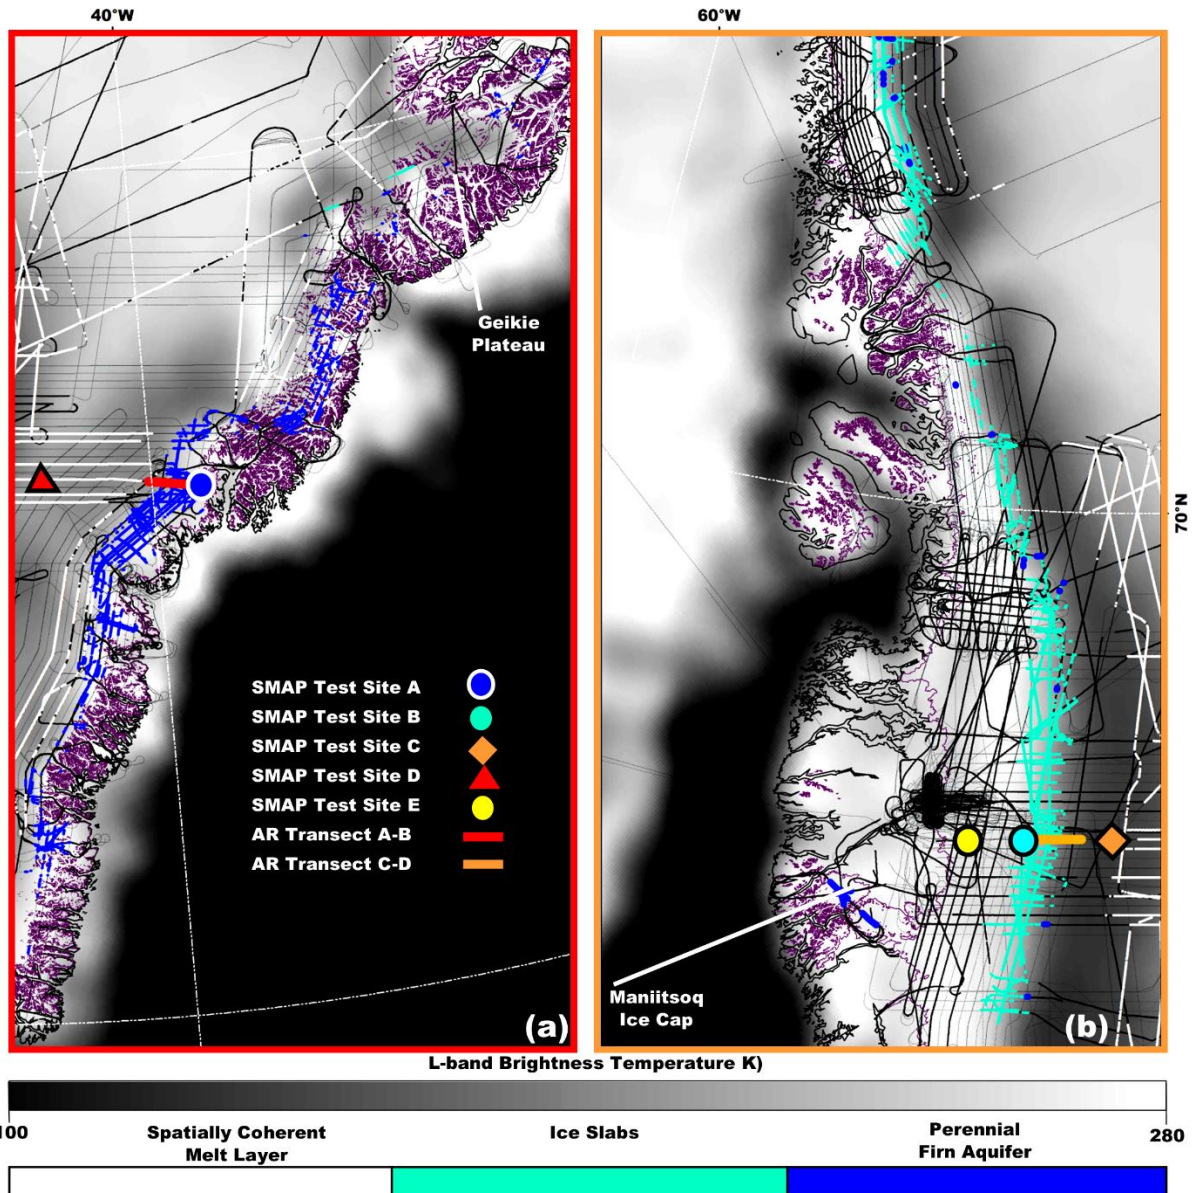 40°W
60°W
Geikie
Plateau
70°N
SMAP Test Site A
SMAP Test Site B
SMAP Test Site C
SMAP Test Site D
SMAP Test Site E
AR Transect A-B
AR Transect C-D
(a)
Maniitsoq
Ice Cap
(b)
L-band Brightness Temperature K)
100
280
Spatially Coherent
Melt Layer
Ice Slabs
Perennial
Firn Aquifer